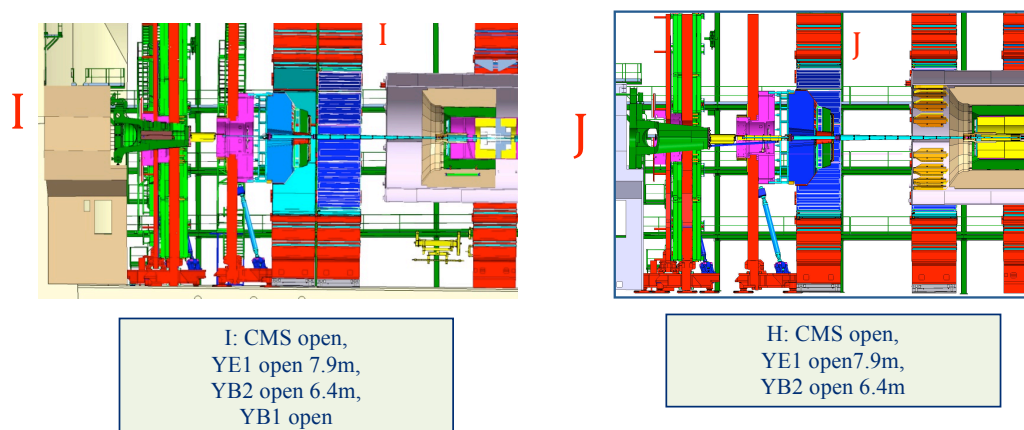 I
I
J
J
I: CMS open,
YE1 open 7.9m,
YB2 open 6.4m,
YB1 open
H: CMS open,
YE1 open7.9m,
YB2 open 6.4m